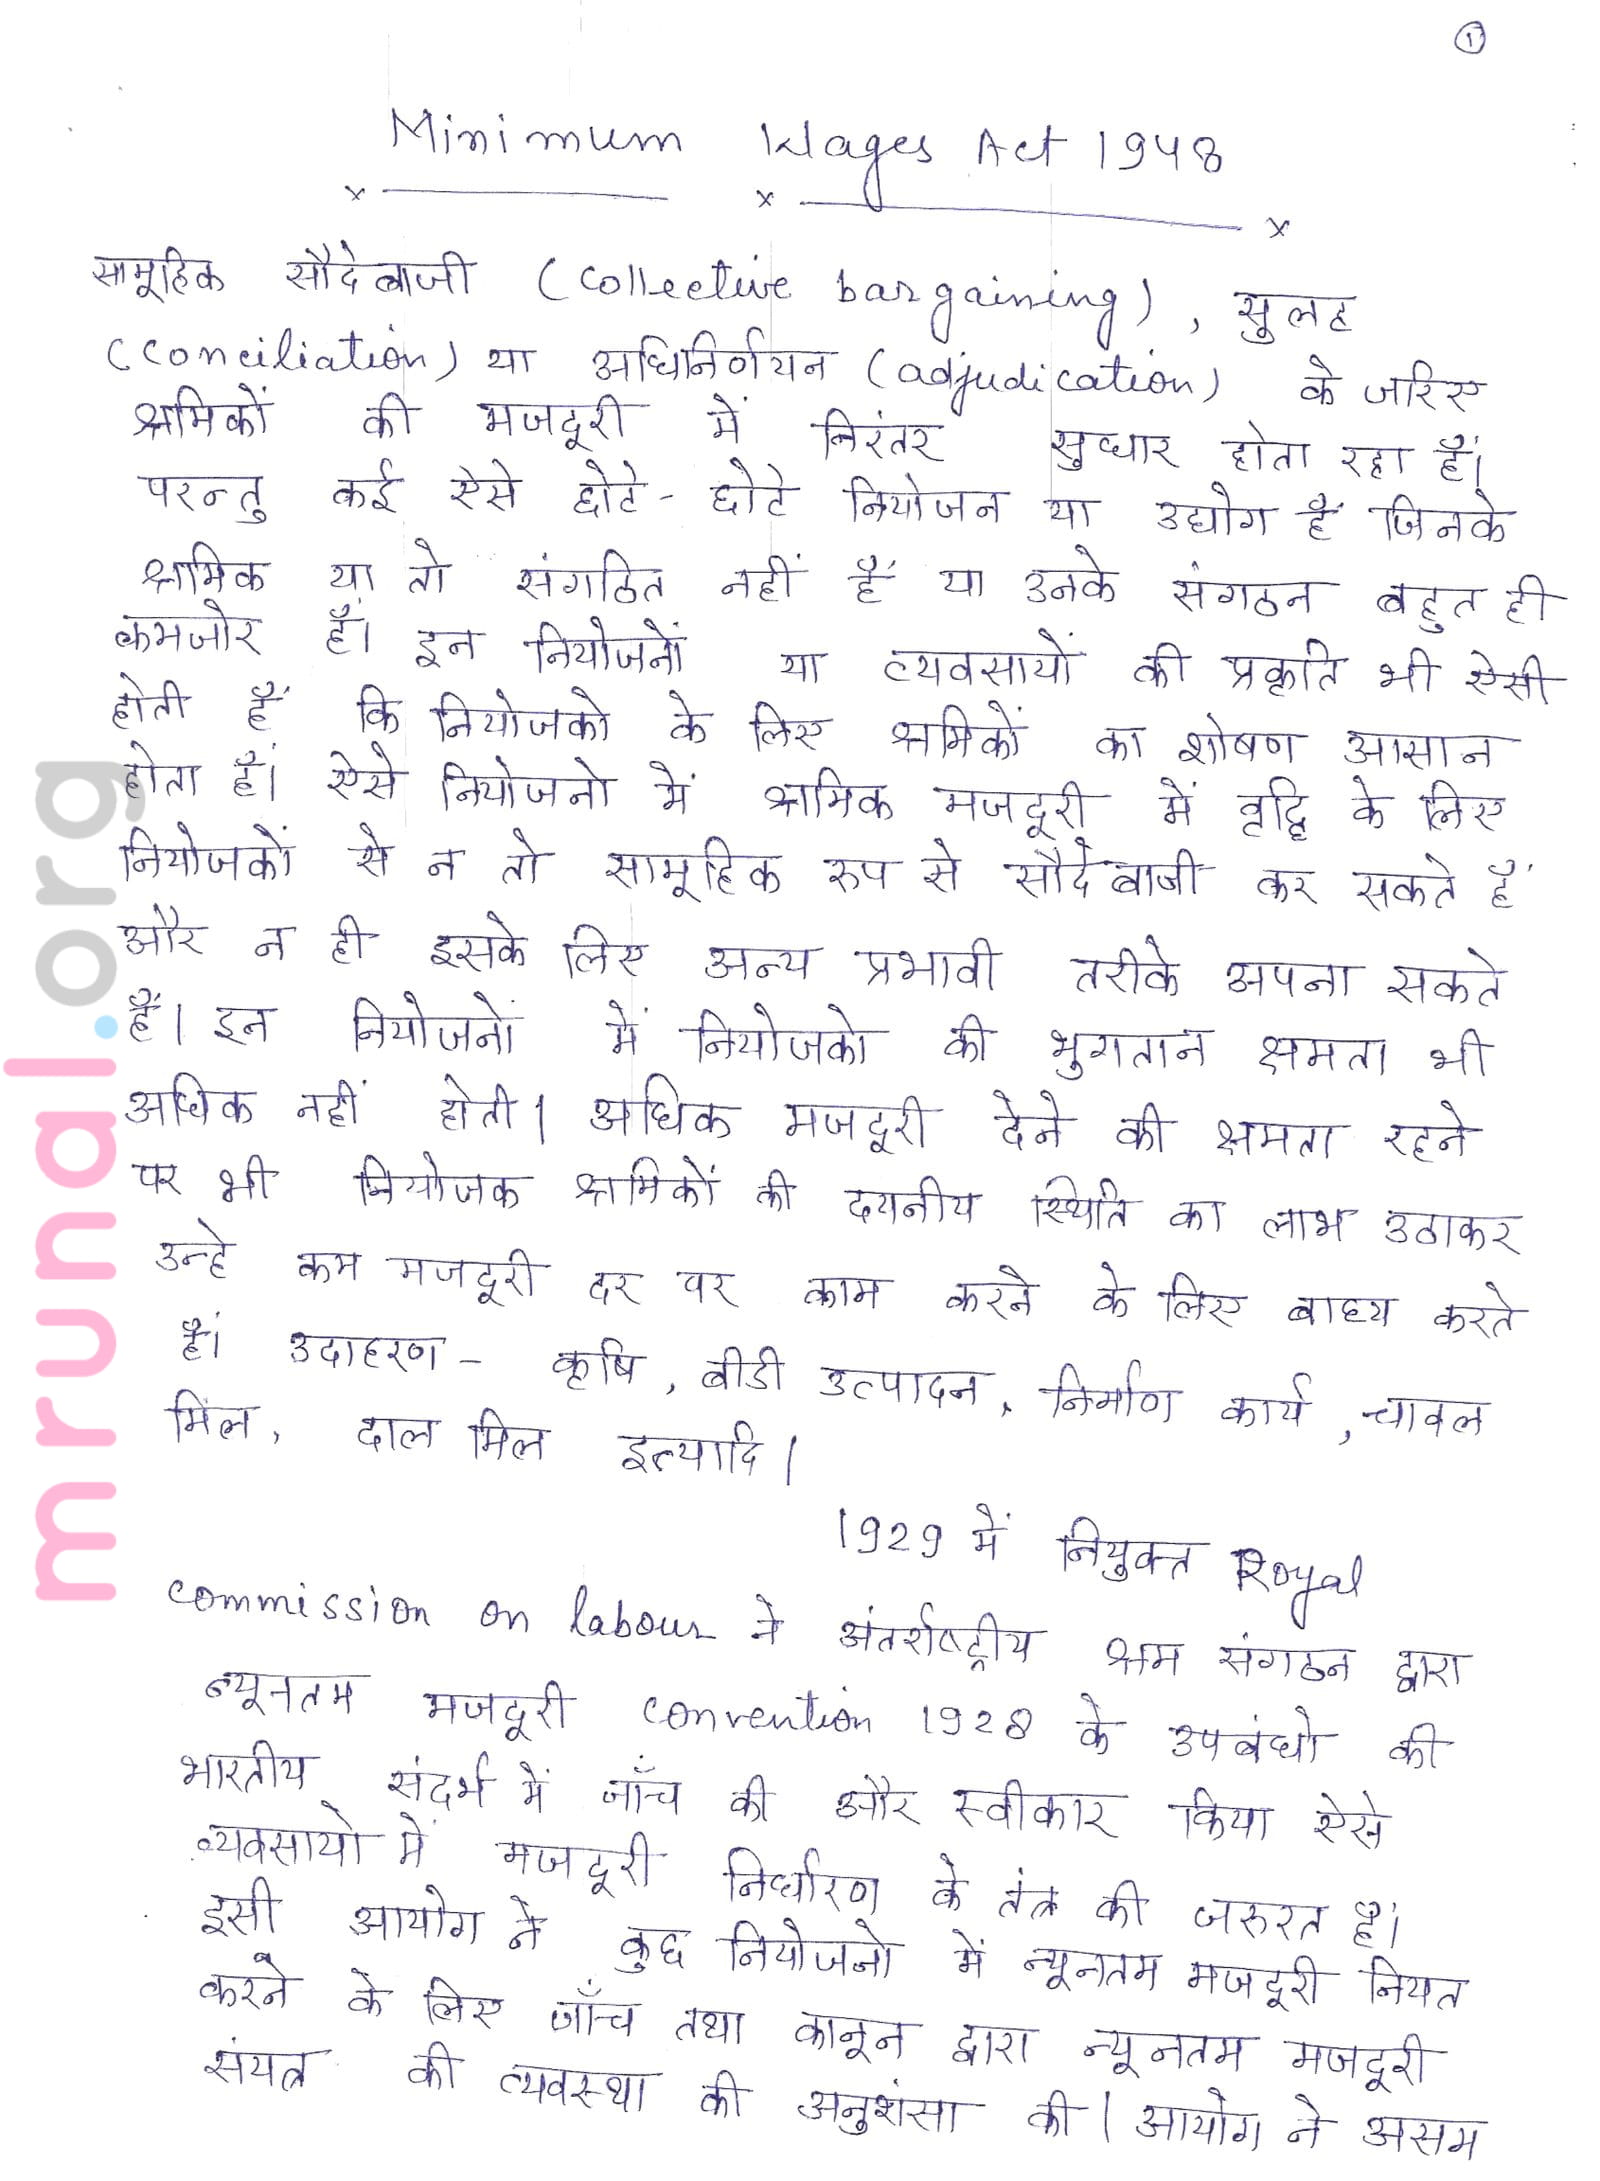 1
Minimum Wages Act 1948
x x x
सामूहिक सौदेबाजी (Collective bargaining), सुलह
(Conciliation) या अधिनिर्णयन (adjudication) के जरिए
श्रमिकों की मजदूरी में निरंतर सुधार होता रहा हैं।
परन्तु कई ऐसे छोटे - छोटे नियोजन या उद्योग हैं जिनके
श्रमिक या तो संगठित नहीं हैं या उनके संगठन बहुत ही
कमजोर हैं। इन नियोजनों या व्यवसायों की प्रकृति भी ऐसी
होती हैं कि नियोजको के लिए श्रमिकों का शोषण आसान
होता हैं। ऐसे नियोजनो में श्रमिक मजदूरी में वृद्धि के लिए
नियोजकों से न तो सामूहिक रुप से सौदेबाजी कर सकते हैं
और न ही इसके लिए अन्य प्रभावी तरीके अपना सकते
हैं। इन नियोजनों में नियोजको की भुगतान क्षमता भी
अधिक नहीं होती। अधिक मजदूरी देने की क्षमता रहने
पर भी नियोजक श्रमिकों की दयनीय स्थिति का लाभ उठाकर
उन्हे कम मजदूरी दर पर काम करने के लिए बाध्य करते
हैं। उदाहरण - कृषि, बीडी उत्पादन, निर्माण कार्य, चावल
मिल, दाल मिल इत्यादि।
1929 में नियुक्त Royal
Commission on labour ने अंतर्राष्ट्रीय श्रम संगठन द्वारा
न्यूनतम मजदूरी Convention 1928 के उपबंधो की
भारतीय संदर्भ में जाँच की और स्वीकार किया ऐसे
व्यवसायो में मजदूरी निर्धारण के तंत्र की जरुरत हैं।
इसी आयोग ने कुछ नियोजनो में न्यूनतम मजदूरी नियत
करने के लिए जाँच तथा कानून द्वारा न्यूनतम मजदूरी
संयत्र की व्यवस्था की अनुशंसा की। आयोग ने असम
mrunal.org